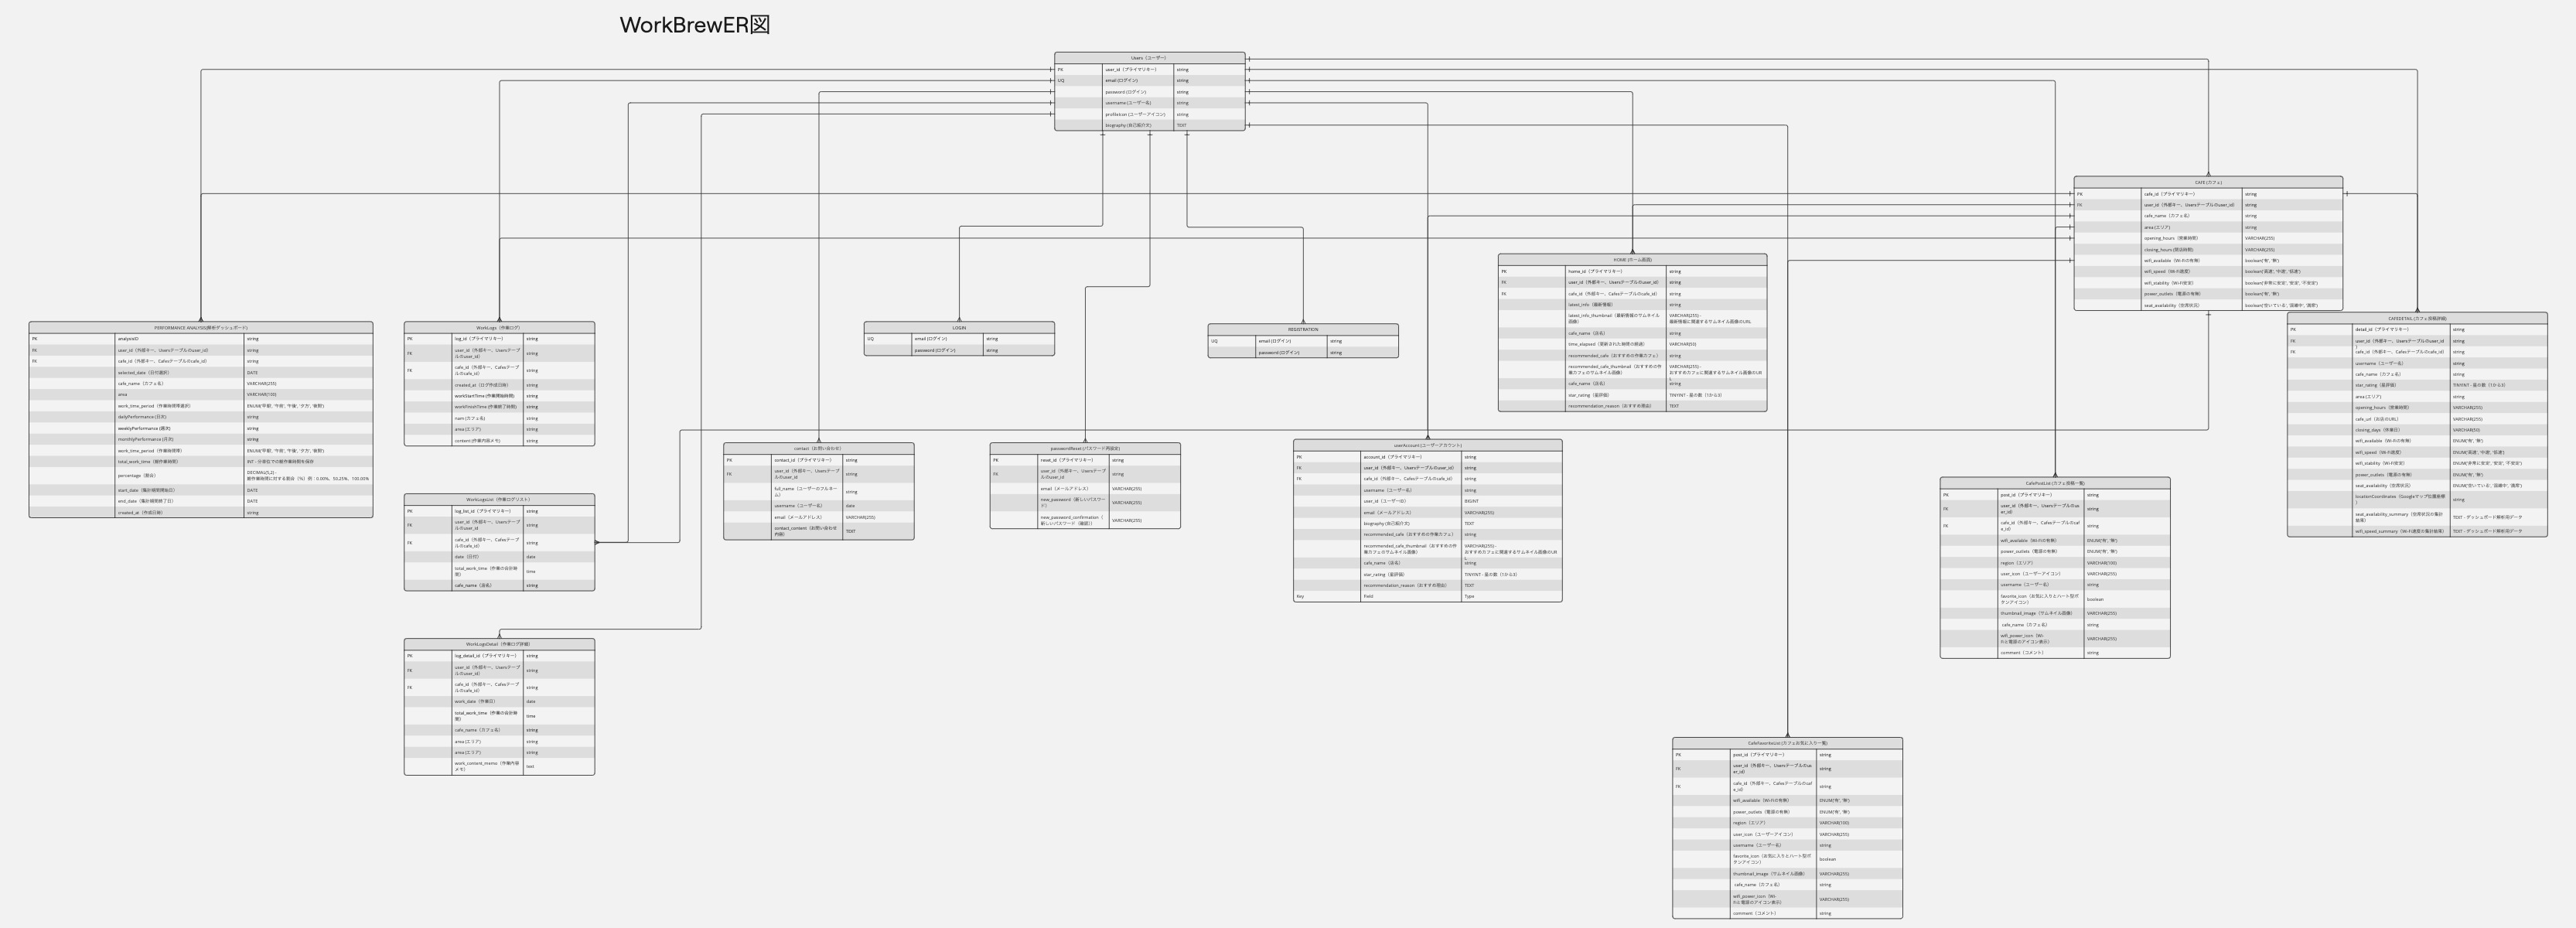 WorkBrewER図
Users (ユーザー)
PK user_id（プライマリキー） string
UQ email (ログイン) string
password (ログイン) string
username (ユーザー名) string
profileIcon (ユーザーアイコン) string
biography (自己紹介文) TEXT
CAFE (カフェ)
PK cafe_id（プライマリキー） string
FK user_id（外部キー、Usersテーブルのuser_id） string
cafe_name（カフェ名） string
area (エリア) string
opening_hours（営業時間） VARCHAR(255)
closing_hours (閉店時間) VARCHAR(255)
wifi_available（Wi-Fiの有無） boolean('有', '無')
wifi_speed（Wi-Fi速度） boolean('高速', '中速', '低速')
wifi_stability（Wi-Fi安定） boolean('非常に安定', '安定', '不安定')
power_outlets（電源の有無） boolean('有', '無')
seat_availability（空席状況） boolean('空いている', '混雑中', '満席')
HOME (ホーム画面)
PK home_id（プライマリキー） string
FK user_id（外部キー、Usersテーブルのuser_id） string
FK cafe_id（外部キー、Cafesテーブルのcafe_id） string
latest_info（最新情報） string
latest_info_thumbnail（最新情報のサムネイル
画像） VARCHAR(255) -
最新情報に関連するサムネイル画像のURL
cafe_name（店名） string
time_elapsed（更新された時間の経過） VARCHAR(50)
recommended_cafe（おすすめの作業カフェ） string
recommended_cafe_thumbnail（おすすめの作
業カフェのサムネイル画像） VARCHAR(255) -
おすすめカフェに関連するサムネイル画像のUR
L
cafe_name（店名） string
star_rating（星評価） TINYINT - 星の数（1から3）
recommendation_reason（おすすめ理由） TEXT
PERFORMANCE ANALYSIS(解析ダッシュボード)
PK analysisID string
FK user_id（外部キー、Usersテーブルのuser_id） string
FK cafe_id（外部キー、Cafesテーブルのcafe_id） string
selected_date（日付選択） DATE
cafe_name（カフェ名） VARCHAR(255)
area VARCHAR(100)
work_time_period（作業時間帯選択） ENUM('早朝', '午前', '午後', '夕方', '夜間')
dailyPerformance (日次) string
weeklyPerformance (週次) string
monthlyPerformance (月次) string
work_time_period（作業時間帯） ENUM('早朝', '午前', '午後', '夕方', '夜間')
total_work_time（総作業時間） INT - 分単位での総作業時間を保存
percentage（割合） DECIMAL(5,2) -
総作業時間に対する割合（%）例：0.00%、50.25%、100.00%
start_date（集計期間開始日） DATE
end_date（集計期間終了日） DATE
created_at（作成日時） string
WorkLogs（作業ログ）
PK log_id（プライマリキー） string
FK user_id（外部キー、Usersテーブ
ルのuser_id） string
FK cafe_id（外部キー、Cafesテーブ
ルのcafe_id） string
created_at（ログ作成日時） string
workStartTime (作業開始時間) string
workFinishTime (作業終了時間) string
nam (カフェ名) string
area (エリア) string
content (作業内容メモ) string
LOGIN
UQ email (ログイン) string
password (ログイン) string
REGISTRATION
UQ email (ログイン) string
password (ログイン) string
CAFEDETAIL (カフェ投稿詳細)
PK detail_id（プライマリキー） string
FK user_id（外部キー、Usersテーブルのuser_id
） string
FK cafe_id（外部キー、Cafesテーブルのcafe_id） string
username（ユーザー名） string
cafe_name（カフェ名） string
star_rating（星評価） TINYINT - 星の数（1から3）
area (エリア) string
opening_hours（営業時間） VARCHAR(255)
cafe_url（お店のURL） VARCHAR(255)
closing_days（休業日） VARCHAR(50)
wifi_available（Wi-Fiの有無） ENUM('有', '無')
wifi_speed（Wi-Fi速度） ENUM('高速', '中速', '低速')
wifi_stability（Wi-Fi安定） ENUM('非常に安定', '安定', '不安定')
power_outlets（電源の有無） ENUM('有', '無')
seat_availability（空席状況） ENUM('空いている', '混雑中', '満席')
locationCoordinates（Googleマップ位置座標
） string
seat_availability_summary（空席状況の集計
結果） TEXT - ダッシュボード解析用データ
wifi_speed_summary（Wi-Fi速度の集計結果） TEXT - ダッシュボード解析用データ
contact（お問い合わせ）
PK contact_id（プライマリキー） string
FK user_id（外部キー、Usersテーブ
ルのuser_id string
full_name（ユーザーのフルネー
ム） string
username（ユーザー名） date
email（メールアドレス） VARCHAR(255)
contact_content（お問い合わせ
内容） TEXT
passwordReset (パスワード再設定)
PK reset_id（プライマリキー） string
FK user_id（外部キー、Usersテーブ
ルのuser_id string
email（メールアドレス） VARCHAR(255)
new_password（新しいパスワー
ド） VARCHAR(255)
new_password_confirmation（
新しいパスワード（確認）） VARCHAR(255)
userAccount (ユーザーアカウント)
PK account_id（プライマリキー） string
FK user_id（外部キー、Usersテーブルのuser_id） string
FK cafe_id（外部キー、Cafesテーブルのcafe_id） string
username（ユーザー名） string
user_id（ユーザーID） BIGINT
email（メールアドレス） VARCHAR(255)
biography (自己紹介文) TEXT
recommended_cafe（おすすめの作業カフェ） string
recommended_cafe_thumbnail（おすすめの作
業カフェのサムネイル画像） VARCHAR(255) -
おすすめカフェに関連するサムネイル画像のUR
L
cafe_name（店名） string
star_rating（星評価） TINYINT - 星の数（1から3）
recommendation_reason（おすすめ理由） TEXT
Key Field Type
CafePostList (カフェ投稿一覧)
PK post_id（プライマリキー） string
FK user_id（外部キー、Usersテーブルのus
er_id） string
FK cafe_id（外部キー、Cafesテーブルのcaf
e_id） string
wifi_available（Wi-Fiの有無） ENUM('有', '無')
power_outlets（電源の有無） ENUM('有', '無')
region（エリア） VARCHAR(100)
user_icon（ユーザーアイコン） VARCHAR(255)
username（ユーザー名） string
favorite_icon（お気に入りとハート型ボ
タンアイコン） boolean
thumbnail_image（サムネイル画像） VARCHAR(255)
cafe_name（カフェ名） string
wifi_power_icon（Wi-
Fiと電源のアイコン表示） VARCHAR(255)
comment（コメント） string
WorkLogsList（作業ログリスト）
PK log_list_id（プライマリキー） string
FK user_id（外部キー、Usersテーブ
ルのuser_id string
FK cafe_id（外部キー、Cafesテーブ
ルのcafe_id） string
date（日付） date
total_work_time（作業の合計時
間） time
cafe_name（店名） string
WorkLogsDetail（作業ログ詳細）
PK log_detail_id（プライマリキー） string
FK user_id（外部キー、Usersテーブ
ルのuser_id） string
FK cafe_id（外部キー、Cafesテーブ
ルのcafe_id） string
work_date（作業日） date
total_work_time（作業の合計時
間） time
cafe_name（カフェ名） string
area (エリア) string
area (エリア) string
work_content_memo（作業内容
メモ） text
CafeFavoriteList (カフェお気に入り一覧)
PK post_id（プライマリキー） string
FK user_id（外部キー、Usersテーブルのus
er_id） string
FK cafe_id（外部キー、Cafesテーブルのcaf
e_id） string
wifi_available（Wi-Fiの有無） ENUM('有', '無')
power_outlets（電源の有無） ENUM('有', '無')
region（エリア） VARCHAR(100)
user_icon（ユーザーアイコン） VARCHAR(255)
username（ユーザー名） string
favorite_icon（お気に入りとハート型ボ
タンアイコン） boolean
thumbnail_image（サムネイル画像） VARCHAR(255)
cafe_name（カフェ名） string
wifi_power_icon（Wi-
Fiと電源のアイコン表示） VARCHAR(255)
comment（コメント） string